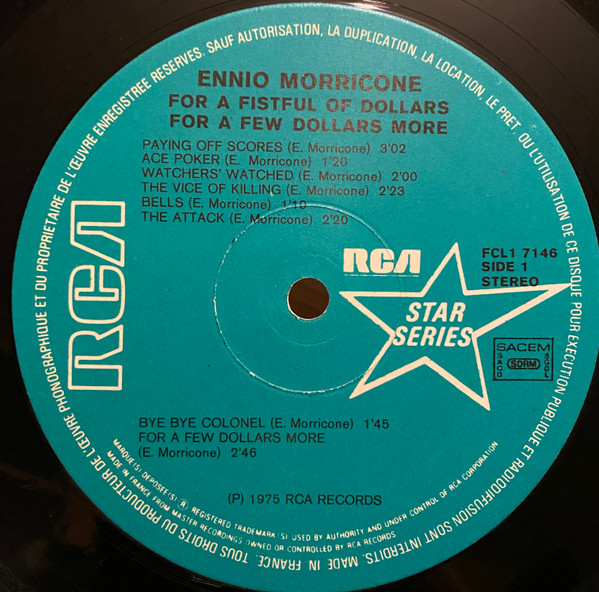 ENNIO MORRICONE
FOR A FISTFUL OF DOLLARS
FOR A FEW DOLLARS MORE
PAYING OFF SCORES (E. Morricone) 3'02
ACE POKER (E. Morricone) 1'20
WATCHERS' WATCHED (E. Morricone) 2'00
THE VICE OF KILLING (E. Morricone) 2'23
BELLS (E. Morricone) 1'10
THE ATTACK (E. Morricone) 2'20
RCA
RCA
STAR
SERIES
FCL1 7146
SIDE 1
STEREO
SACEM
SACD
SDRM
SGDL
BYE BYE COLONEL (E. Morricone) 1'45
FOR A FEW DOLLARS MORE
(E. Morricone) 2'46
(P) 1975 RCA RECORDS
MARQUE(S) DEPOSEE(S) ® REGISTERED TRADEMARK(S) USED BY AUTHORITY AND UNDER CONTROL OF RCA CORPORATION
MADE IN FRANCE FROM MASTER RECORDINGS OWNED OR CONTROLLED BY RCA RECORDS
TOUS DROITS DU PRODUCTEUR DE L'ŒUVRE PHONOGRAPHIQUE ET DU PROPRIETAIRE DE L'ŒUVRE ENREGISTREE RESERVES, SAUF AUTORISATION, LA DUPLICATION, LA LOCATION, LE PRET, OU L'UTILISATION DE CE DISQUE POUR EXECUTION PUBLIQUE ET RADIODIFFUSION SONT INTERDITS. MADE IN FRANCE.